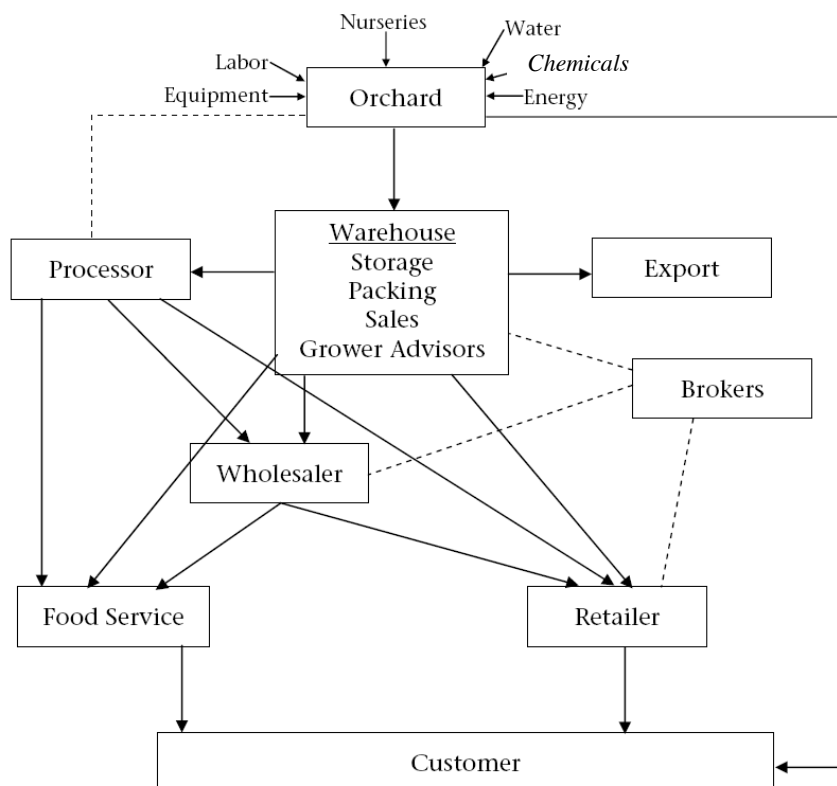 Nurseries
Water
Labor
Chemicals
Equipment
Orchard
Energy
Warehouse
Storage
Packing
Sales
Grower Advisors
Processor
Export
Brokers
Wholesaler
Food Service
Retailer
Customer